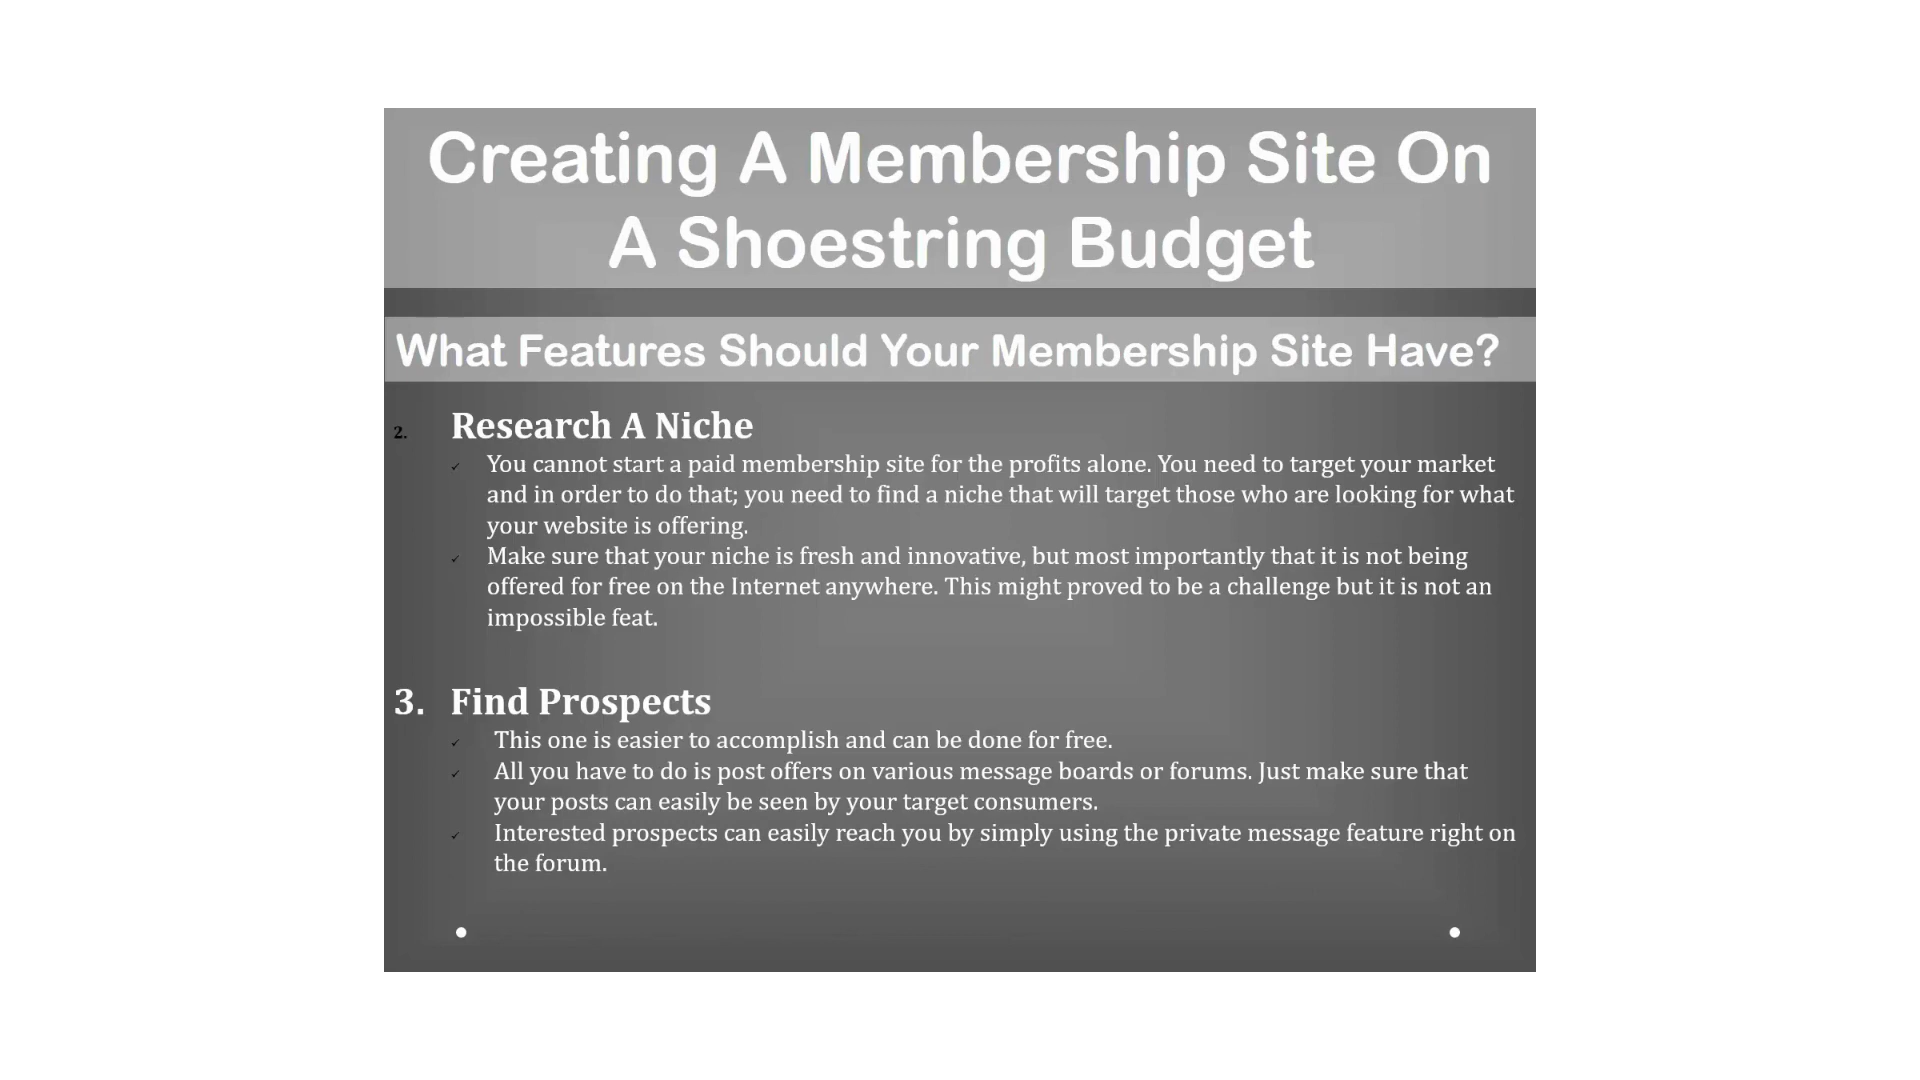 Creating A Membership Site On
A Shoestring Budget
What Features Should Your Membership Site Have?
2. Research A Niche
✓ You cannot start a paid membership site for the profits alone. You need to target your market
and in order to do that; you need to find a niche that will target those who are looking for what
your website is offering.
✓ Make sure that your niche is fresh and innovative, but most importantly that it is not being
offered for free on the Internet anywhere. This might proved to be a challenge but it is not an
impossible feat.
3. Find Prospects
✓ This one is easier to accomplish and can be done for free.
✓ All you have to do is post offers on various message boards or forums. Just make sure that
your posts can easily be seen by your target consumers.
✓ Interested prospects can easily reach you by simply using the private message feature right on
the forum.